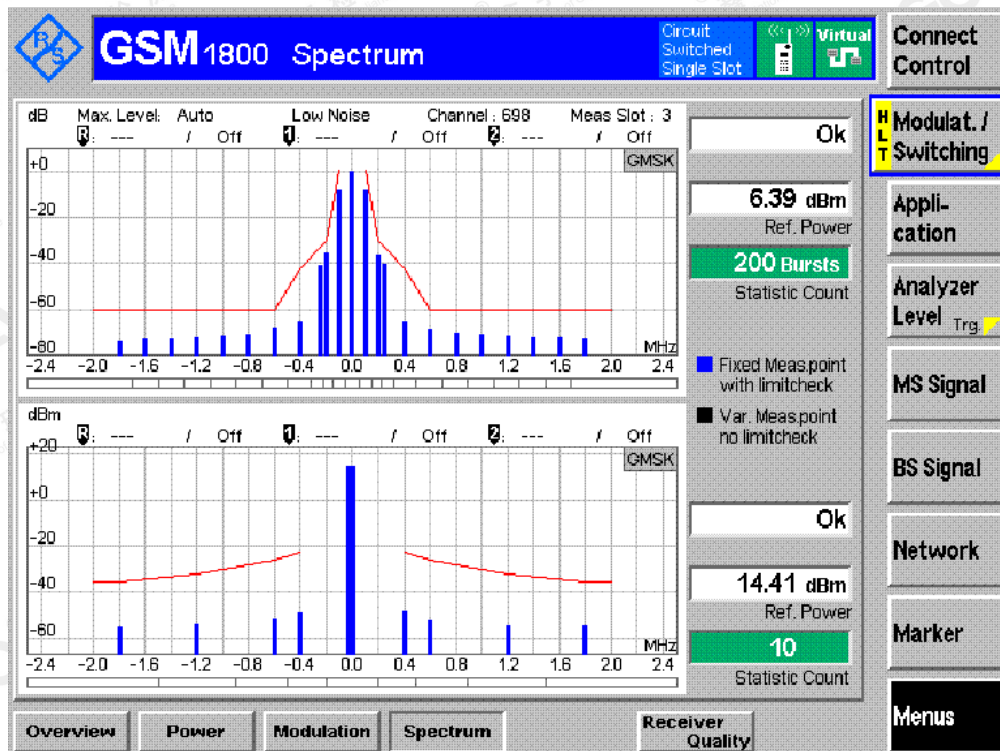 R&S
GSM 1800 Spectrum
Circuit Switched Single Slot
Virtual
Connect Control
dB Max. Level: Auto Low Noise Channel : 698 Meas Slot : 3
R: --- / Off 1: --- / Off 2: --- / Off
GMSK
+0
-20
-40
-60
-80
MHz
-2.4 -2.0 -1.6 -1.2 -0.8 -0.4 0.0 0.4 0.8 1.2 1.6 2.0 2.4
Ok
6.39 dBm
Ref. Power
200 Bursts
Statistic Count
Fixed Meas.point
with limitcheck
Var. Meas.point
no limitcheck
dBm
R: --- / Off 1: --- / Off 2: --- / Off
GMSK
+20
+0
-20
-40
-60
MHz
-2.4 -2.0 -1.6 -1.2 -0.8 -0.4 0.0 0.4 0.8 1.2 1.6 2.0 2.4
Ok
14.41 dBm
Ref. Power
10
Statistic Count
HLT
Modulat. /
Switching
Appli-
cation
Analyzer
Level Trg.
MS Signal
BS Signal
Network
Marker
Menus
Overview Power Modulation Spectrum Receiver
Quality